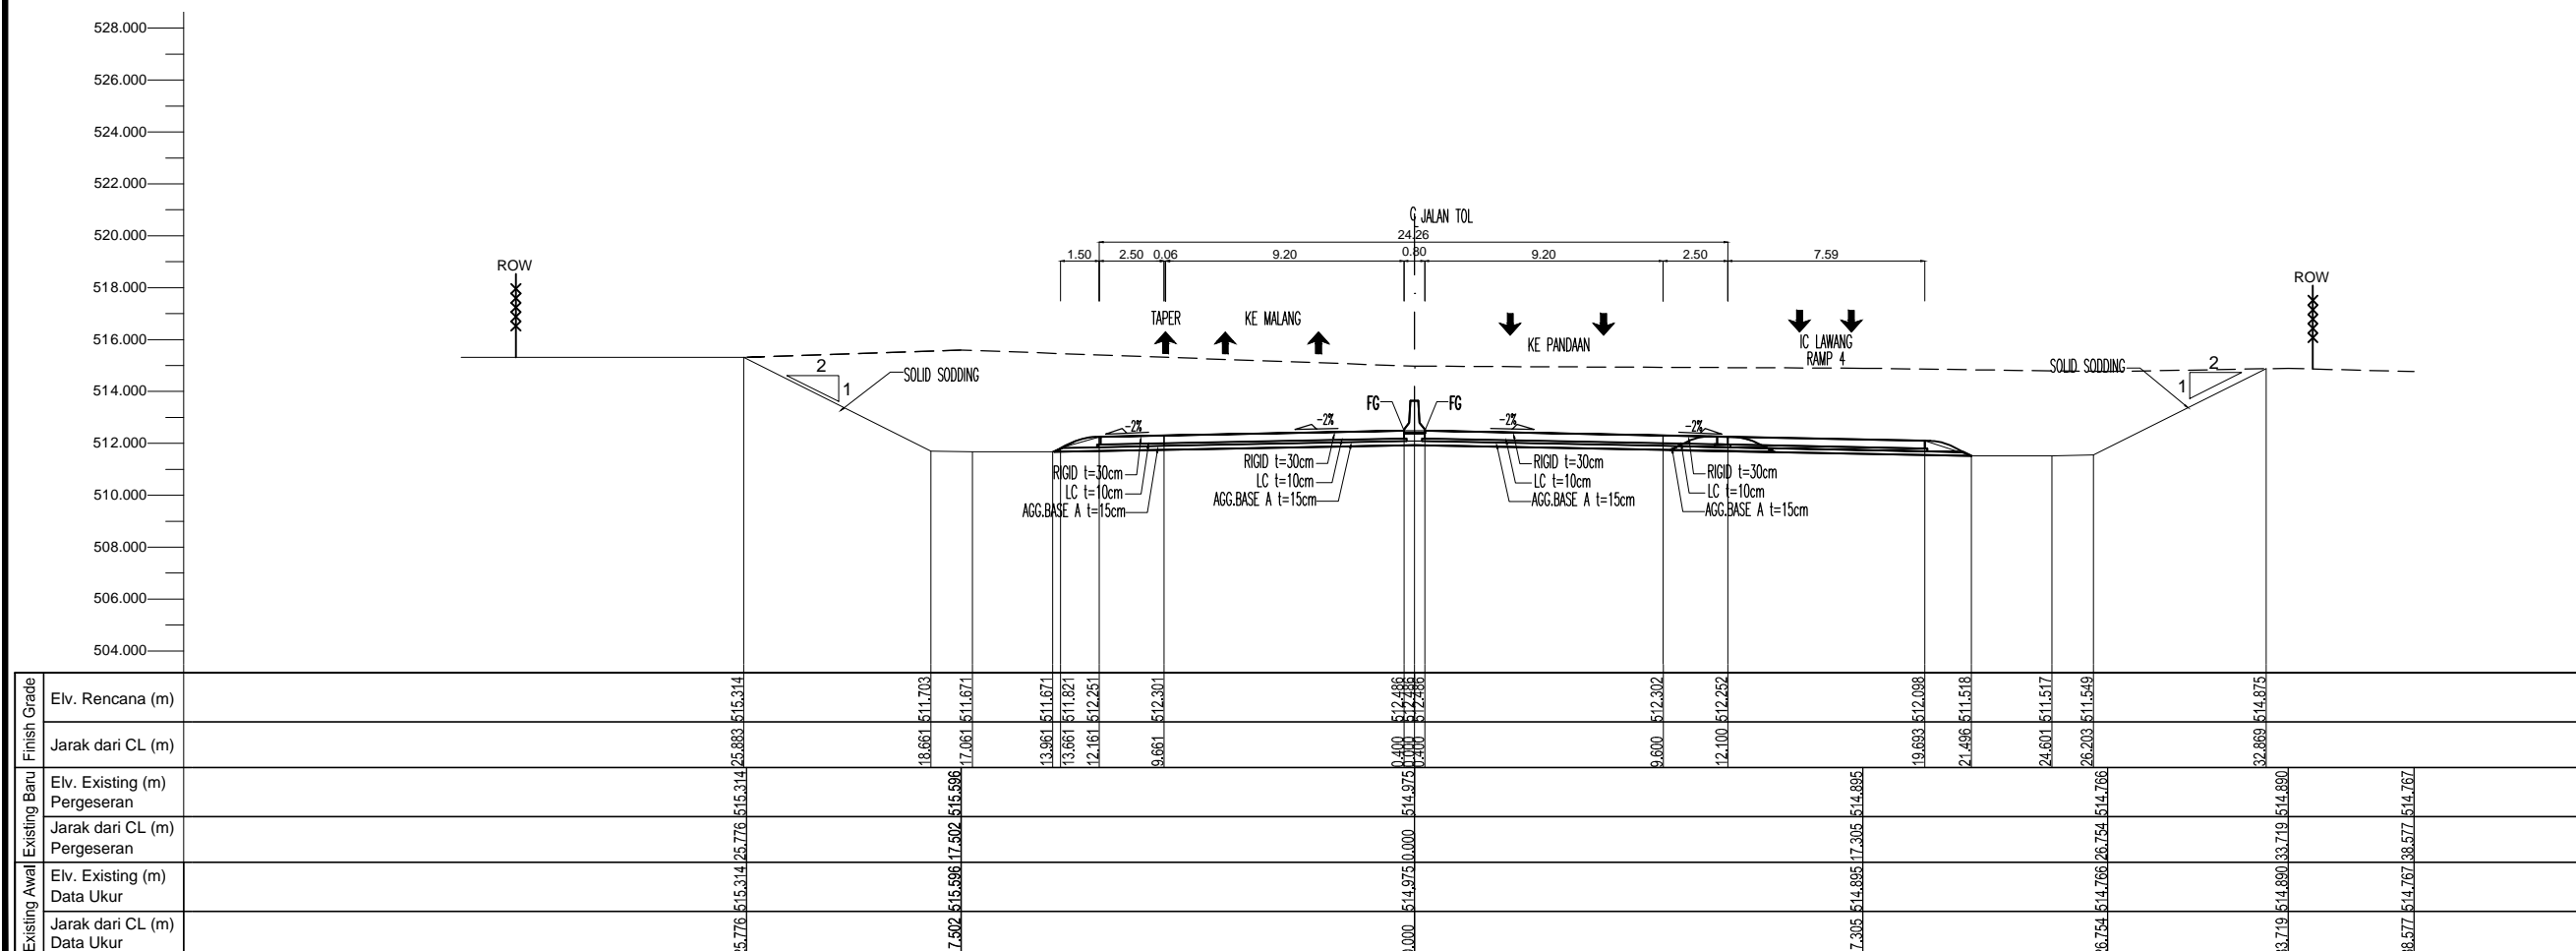 528.000
526.000
524.000
522.000
520.000
518.000
516.000
514.000
512.000
510.000
508.000
506.000
504.000
JALAN TOL
24.26
1.50 2.50 0.06 9.20 0.80 9.20 2.50 7.59
ROW
ROW
TAPER
KE MALANG
KE PANDAAN
IC LAWANG
RAMP 4
2
1
SOLID SODDING
SOLID SODDING
2
1
FG
FG
-2%
-2%
-2%
-2%
RIGID t=30cm
LC t=10cm
AGG.BASE A t=15cm
RIGID t=30cm
LC t=10cm
AGG.BASE A t=15cm
RIGID t=30cm
LC t=10cm
AGG.BASE A t=15cm
RIGID t=30cm
LC t=10cm
AGG.BASE A t=15cm
Finish Grade
Elv. Rencana (m)
515.314 511.703 511.671 511.671 511.821 512.251 512.301 512.486 512.486 512.486 512.302 512.252 512.098 511.518 511.517 511.549 514.875
Jarak dari CL (m)
25.883 18.661 17.061 13.961 13.661 12.161 9.661 0.400 0.000 0.400 9.600 12.100 19.693 21.496 24.601 26.203 32.869
Existing Baru
Elv. Existing (m)
Pergeseran
515.314 515.596 514.975 514.895 514.766 514.890 514.767
Jarak dari CL (m)
Pergeseran
25.776 17.502 0.000 17.305 26.754 33.719 38.577
Existing Awal
Elv. Existing (m)
Data Ukur
515.314 515.596 514.975 514.895 514.766 514.890 514.767
Jarak dari CL (m)
Data Ukur